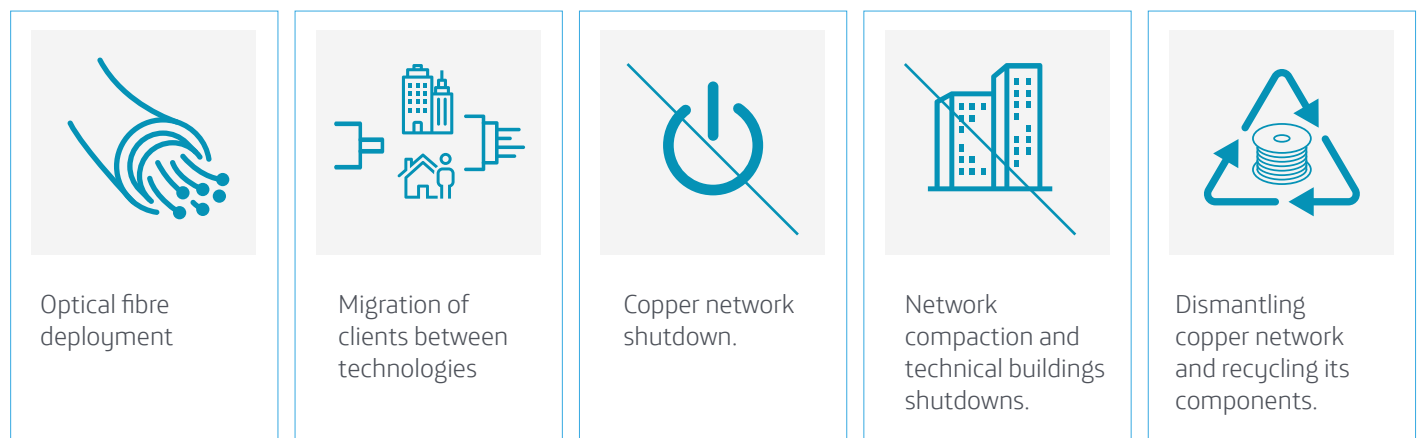 Optical fibre
deployment
Migration of
clients between
technologies
Copper network
shutdown.
Network
compaction and
technical buildings
shutdowns.
Dismantling
copper network
and recycling its
components.